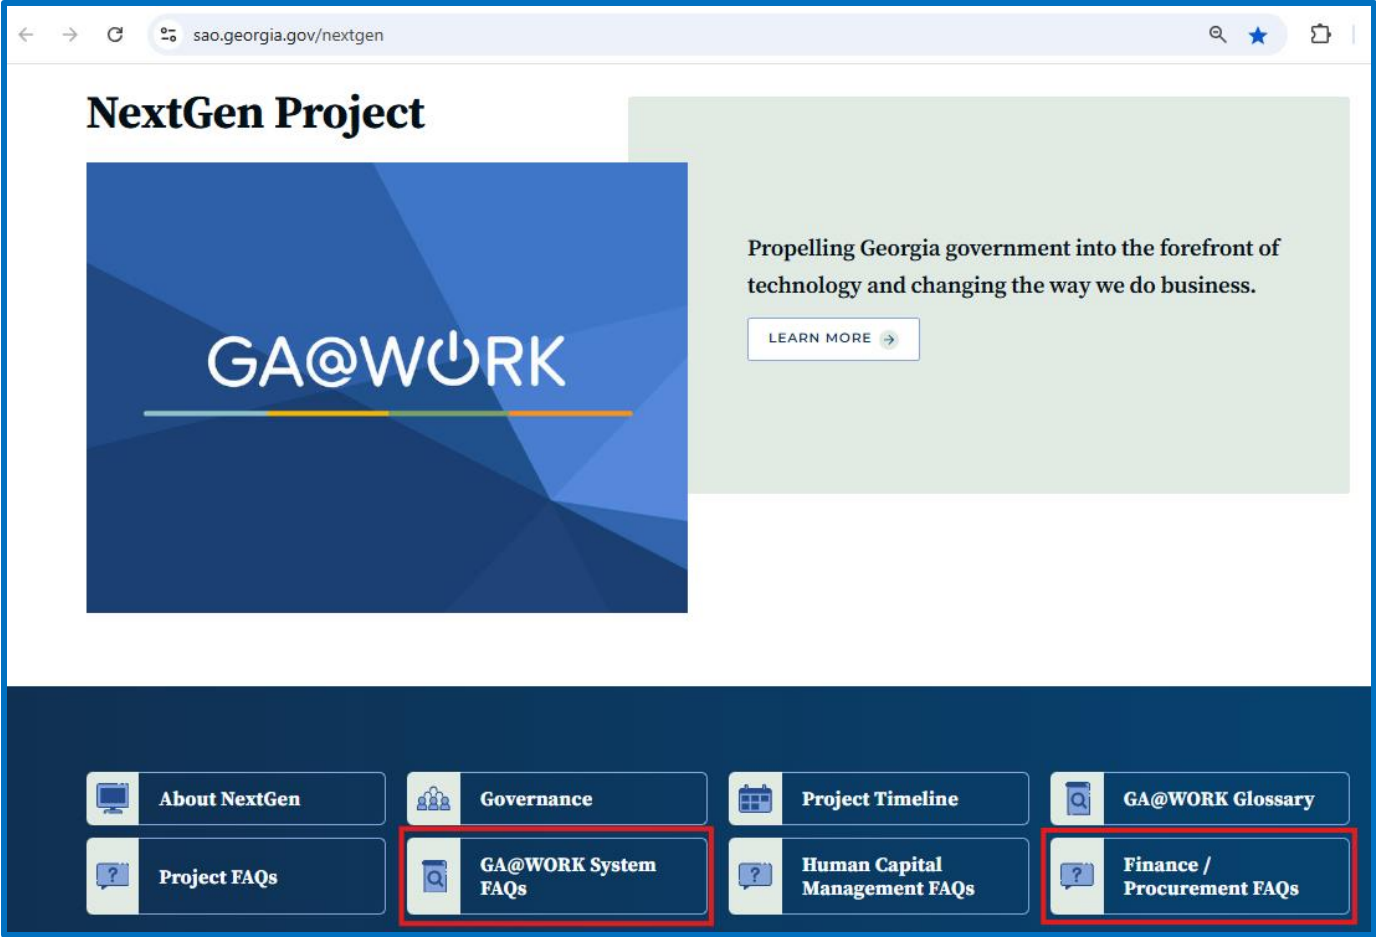 sao.georgia.gov/nextgen
NextGen Project
GA@WORK
Propelling Georgia government into the forefront of
technology and changing the way we do business.
LEARN MORE
About NextGen
Governance
Project Timeline
GA@WORK Glossary
Project FAQs
GA@WORK System
FAQs
Human Capital
Management FAQs
Finance /
Procurement FAQs